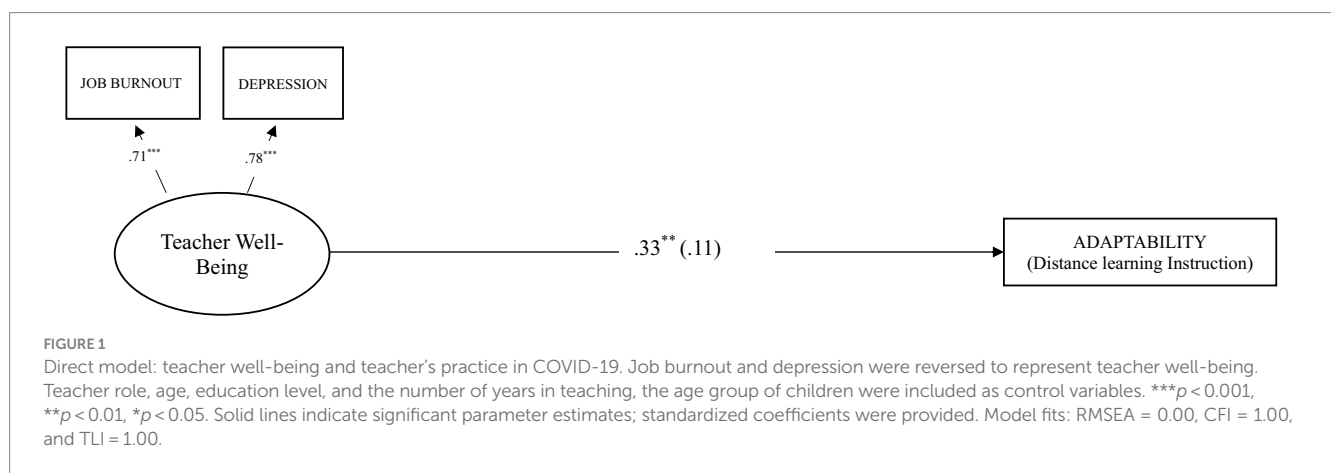 JOB BURNOUT
DEPRESSION
.71***
.78***
Teacher Well-
Being
.33** (.11)
ADAPTABILITY
(Distance learning Instruction)
FIGURE 1
Direct model: teacher well-being and teacher's practice in COVID-19. Job burnout and depression were reversed to represent teacher well-being.
Teacher role, age, education level, and the number of years in teaching, the age group of children were included as control variables. ***p < 0.001,
**p < 0.01, *p < 0.05. Solid lines indicate significant parameter estimates; standardized coefficients were provided. Model fits: RMSEA = 0.00, CFI = 1.00,
and TLI = 1.00.